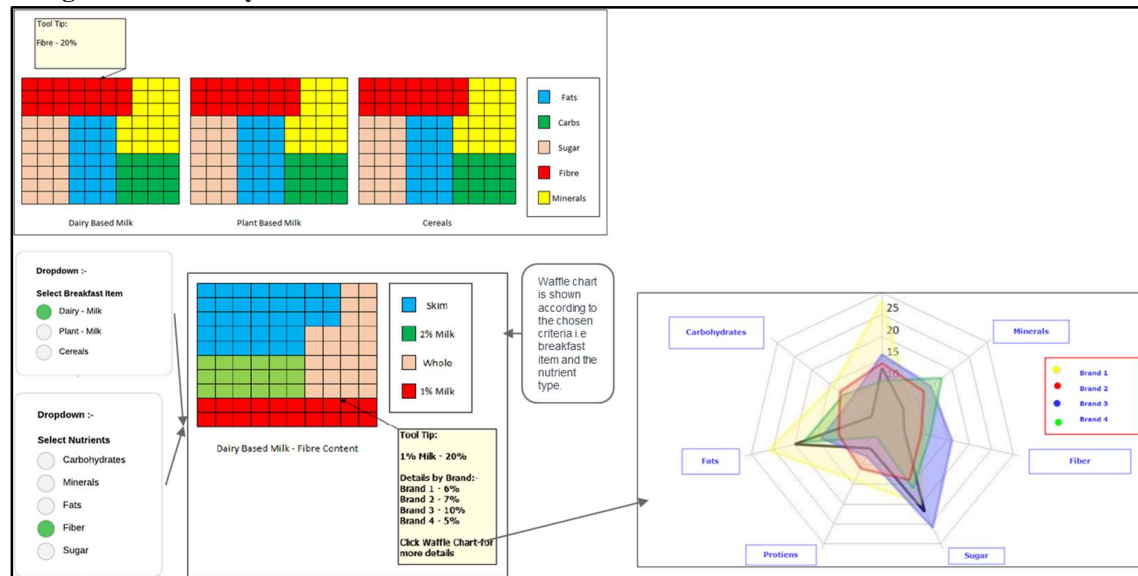 Tool Tip:
Fibre - 20%
Fats
Carbs
Sugar
Fibre
Minerals
Dairy Based Milk
Plant Based Milk
Cereals
Dropdown :-
Select Breakfast Item
Dairy - Milk
Plant - Milk
Cereals
Dropdown :-
Select Nutrients
Carbohydrates
Minerals
Fats
Fiber
Sugar
Skim
2% Milk
Whole
1% Milk
Dairy Based Milk - Fibre Content
Tool Tip:
1% Milk - 20%
Details by Brand:-
Brand 1 - 6%
Brand 2 - 7%
Brand 3 - 10%
Brand 4 - 5%
Click Waffle Chart for
more details
Waffle chart
is shown
according to
the chosen
criteria i.e
breakfast
item and the
nutrient
type.
25
20
15
10
Carbohydrates
Minerals
Fats
Fiber
Protiens
Sugar
Brand 1
Brand 2
Brand 3
Brand 4